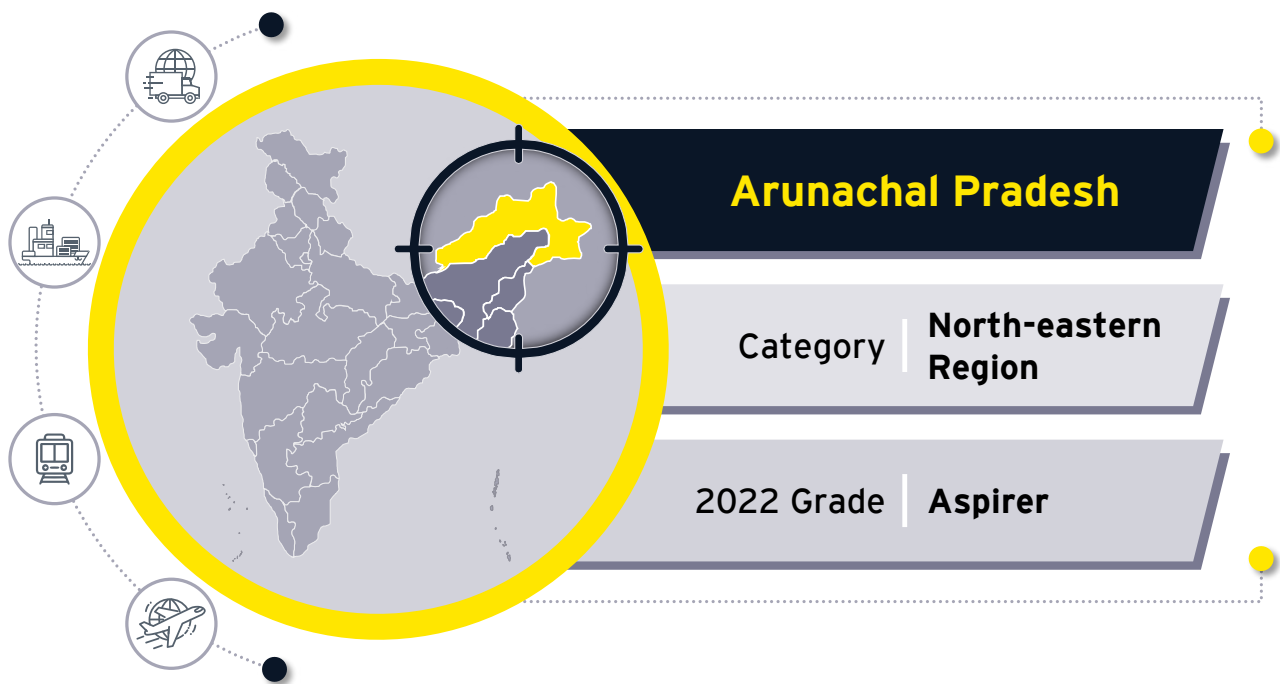 Arunachal Pradesh
Category
North-eastern
Region
2022 Grade
Aspirer